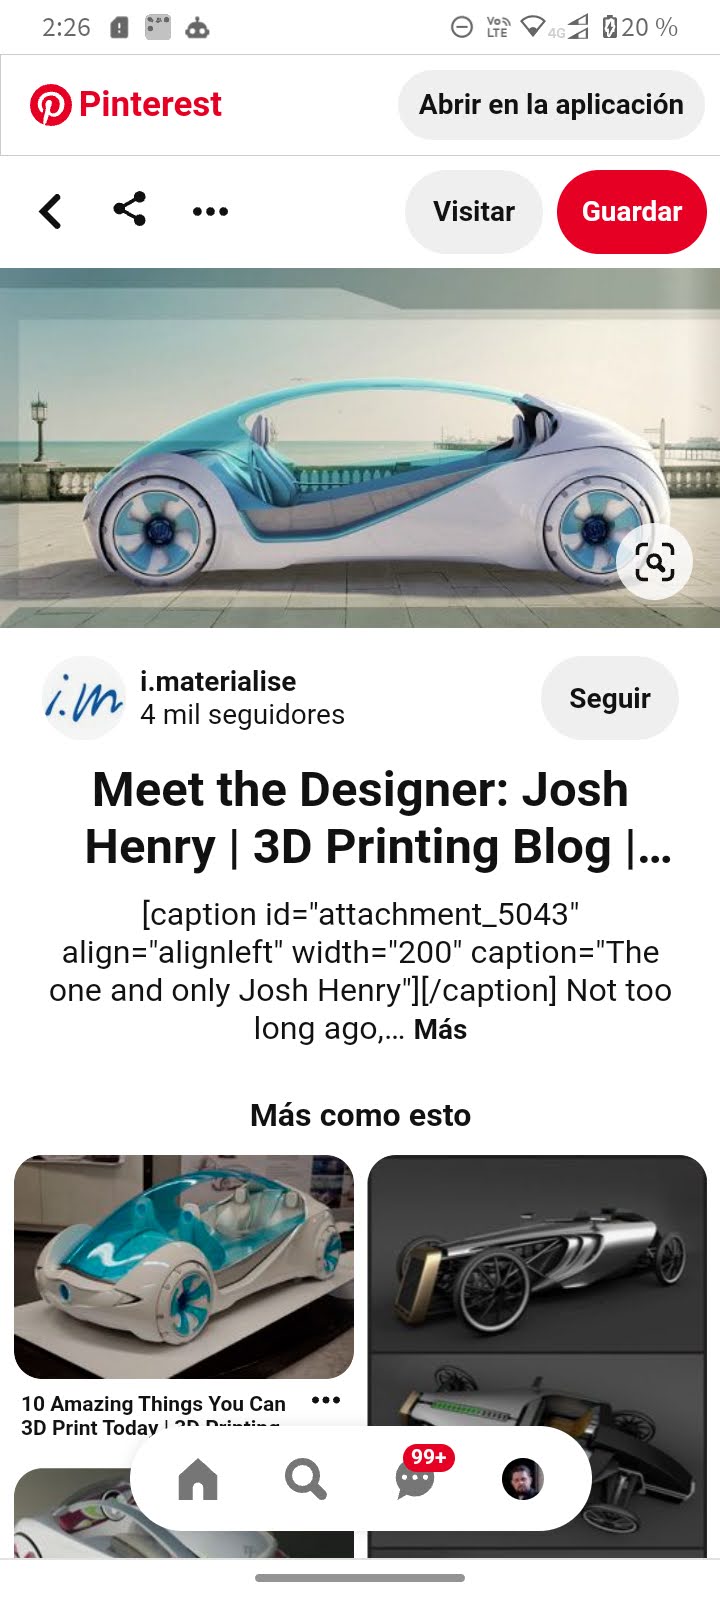 2:26
Vo LTE
4G
20 %
Pinterest
Abrir en la aplicación
Visitar
Guardar
i.m
i.materialise
4 mil seguidores
Seguir
Meet the Designer: Josh
Henry | 3D Printing Blog |...
[caption id="attachment_5043"
align="alignleft" width="200" caption="The
one and only Josh Henry"][/caption] Not too
long ago,... Más
Más como esto
10 Amazing Things You Can
3D Print Today | 3D Printing
99+